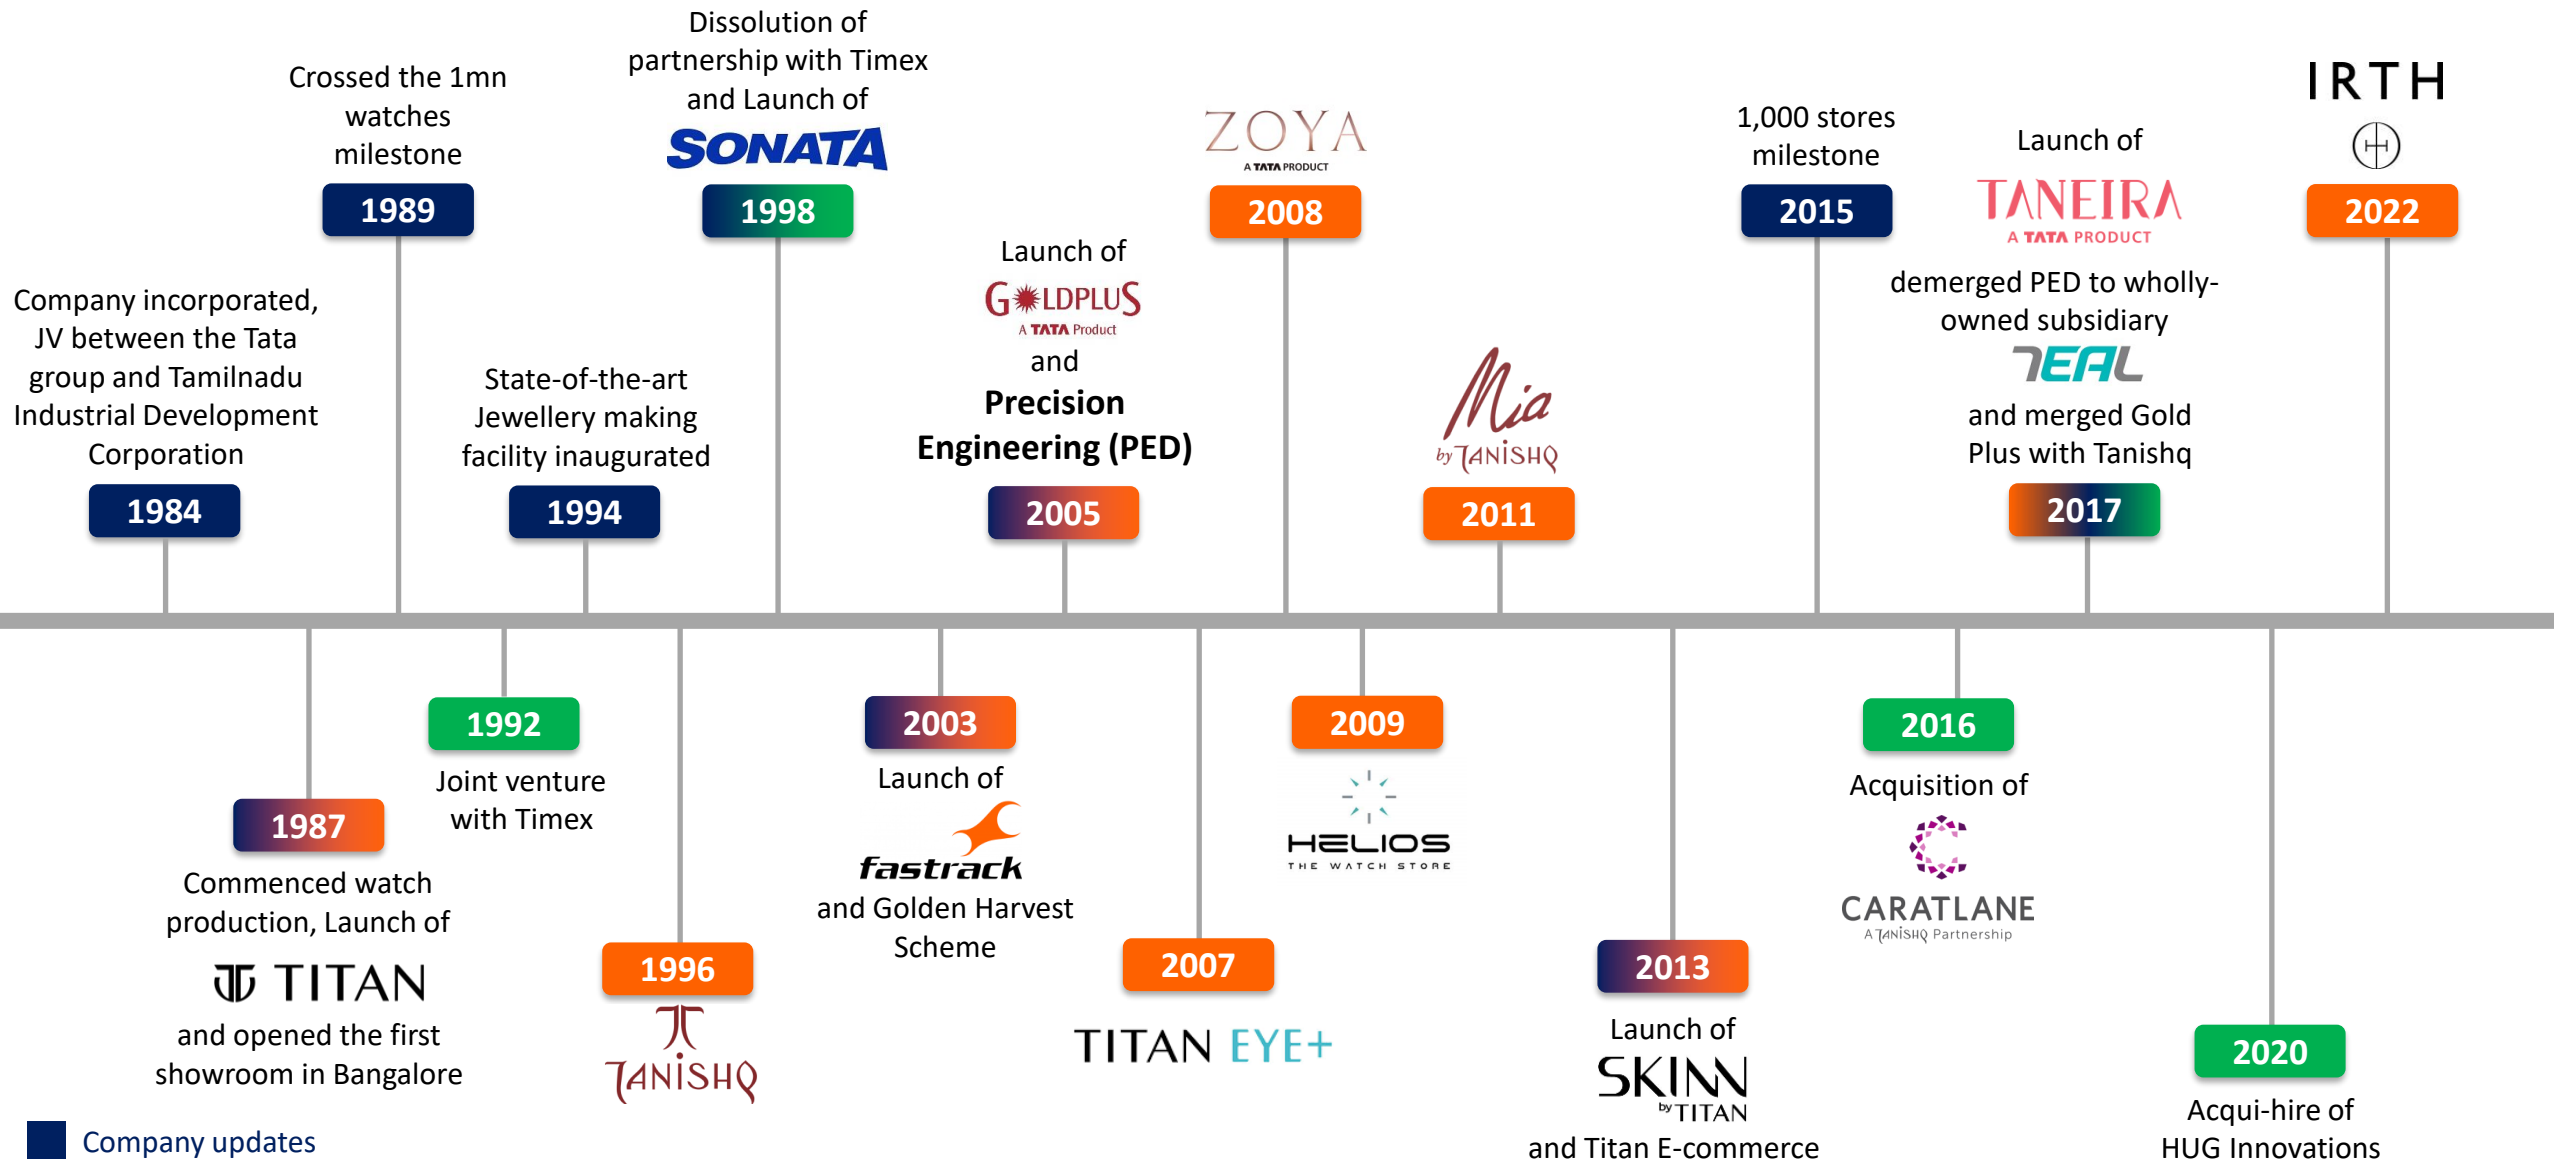 Company incorporated,
JV between the Tata
group and Tamilnadu
Industrial Development
Corporation
1984
Commenced watch
production, Launch of
TITAN
and opened the first
showroom in Bangalore
1987
Crossed the 1mn
watches
milestone
1989
1992
Joint venture
with Timex
State-of-the-art
Jewellery making
facility inaugurated
1994
1996
TANISHQ
Dissolution of
partnership with Timex
and Launch of
SONATA
1998
2003
Launch of
fastrack
and Golden Harvest
Scheme
Launch of
GOLDPLUS
A TATA Product
and
Precision
Engineering (PED)
2005
2007
TITAN EYE+
ZOYA
A TATA PRODUCT
2008
2009
HELIOS
THE WATCH STORE
Mia
by TANISHQ
2011
2013
Launch of
SKINN
by TITAN
and Titan E-commerce
1,000 stores
milestone
2015
2016
Acquisition of
CARATLANE
A TANISHQ Partnership
Launch of
TANEIRA
A TATA PRODUCT
demerged PED to wholly-
owned subsidiary
TEAL
and merged Gold
Plus with Tanishq
2017
2020
Acqui-hire of
HUG Innovations
IRTH
2022
Company updates